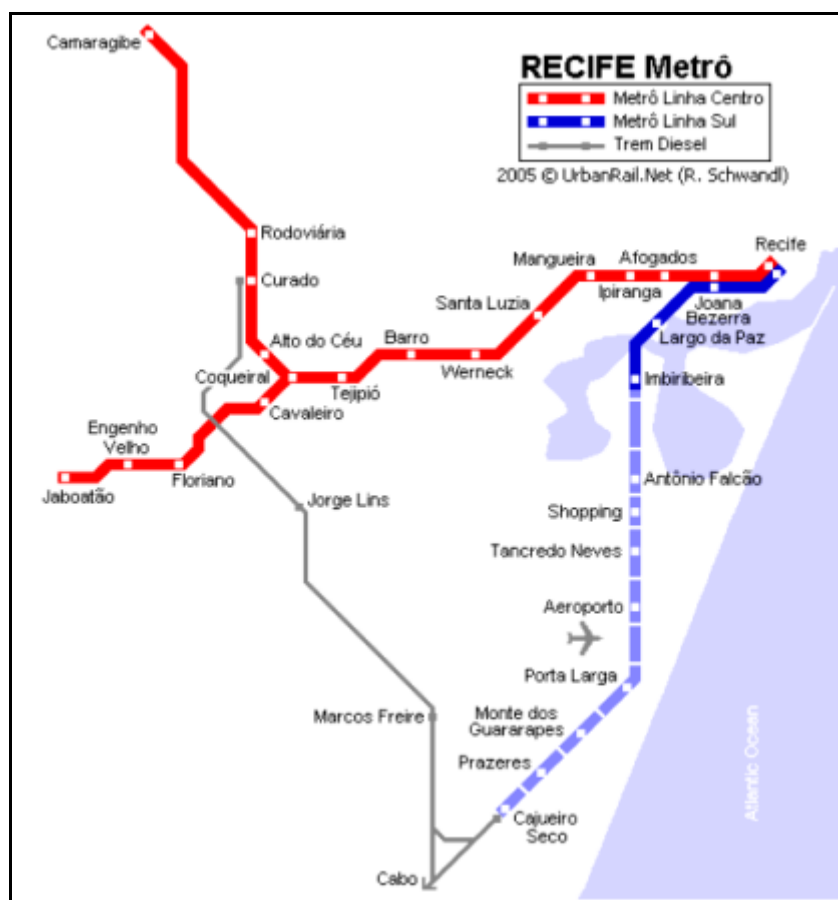 Camaragibe
RECIFE Metrô
Metrô Linha Centro
Metrô Linha Sul
Trem Diesel
2005 © UrbanRail.Net (R. Schwandl)
Rodoviária
Curado
Recife
Mangueira
Afogados
Ipiranga
Joana
Bezerra
Santa Luzia
Largo da Paz
Alto do Céu
Barro
Coqueiral
Tejipió
Werneck
Imbiribeira
Cavaleiro
Engenho
Velho
Floriano
Jaboatão
Jorge Lins
Antônio Falcão
Shopping
Tancredo Neves
Aeroporto
Porta Larga
Marcos Freire
Monte dos
Guararapes
Prazeres
Atlantic Ocean
Cajueiro
Seco
Cabo